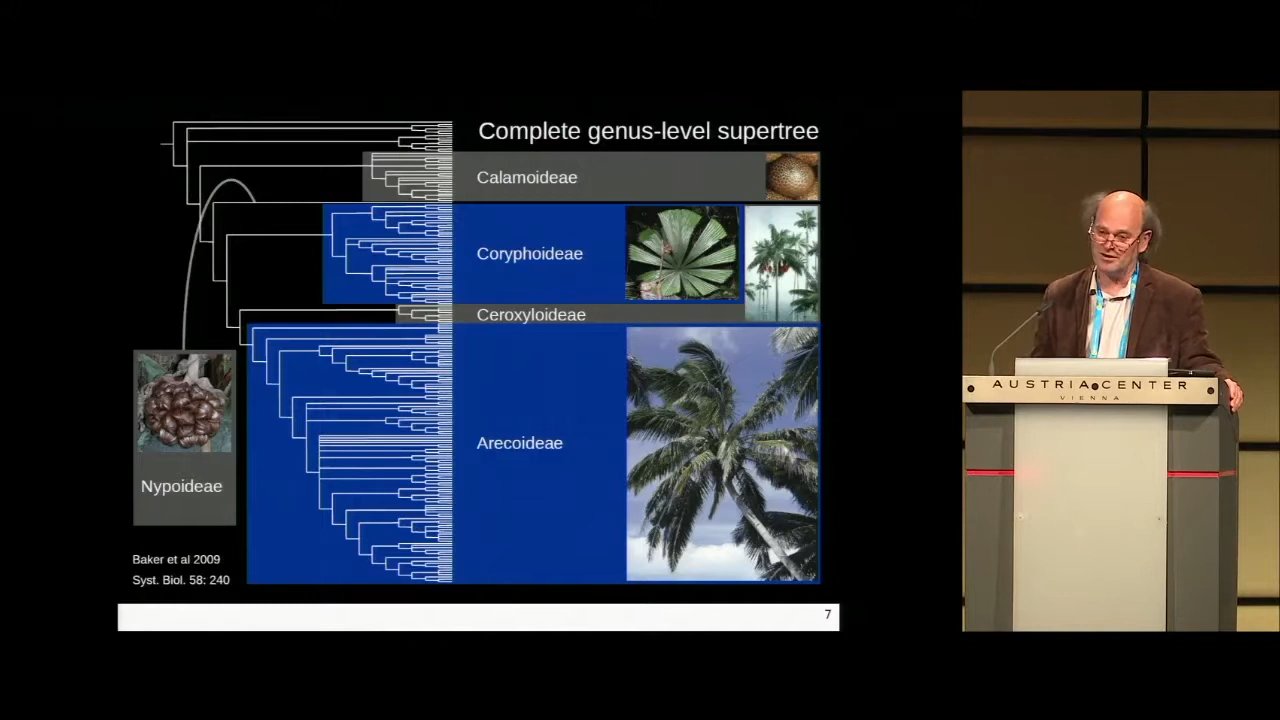 Complete genus-level supertree
Calamoideae
Coryphoideae
Ceroxyloideae
Arecoideae
Nypoideae
Baker et al 2009
Syst. Biol. 58: 240
7
AUSTRIA CENTER
VIENNA